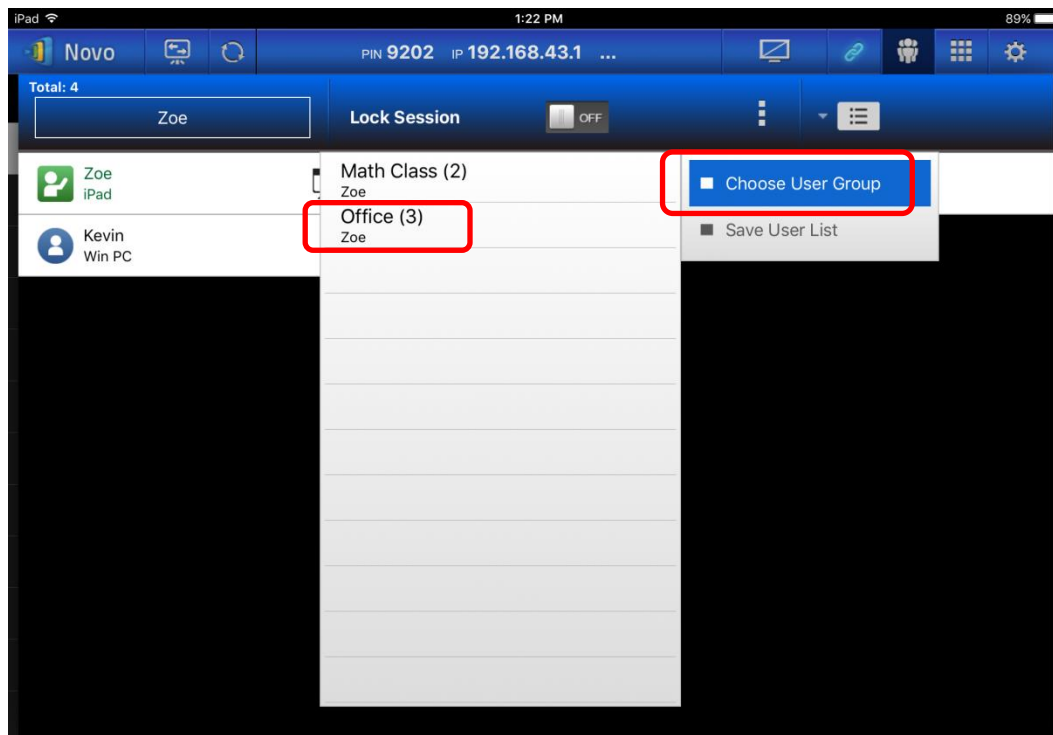 iPad 1:22 PM 89%
Novo PIN 9202 IP 192.168.43.1 ...
Total: 4
Zoe Lock Session OFF
Zoe
iPad
Kevin
Win PC
Math Class (2)
Zoe
Office (3)
Zoe
Choose User Group
Save User List